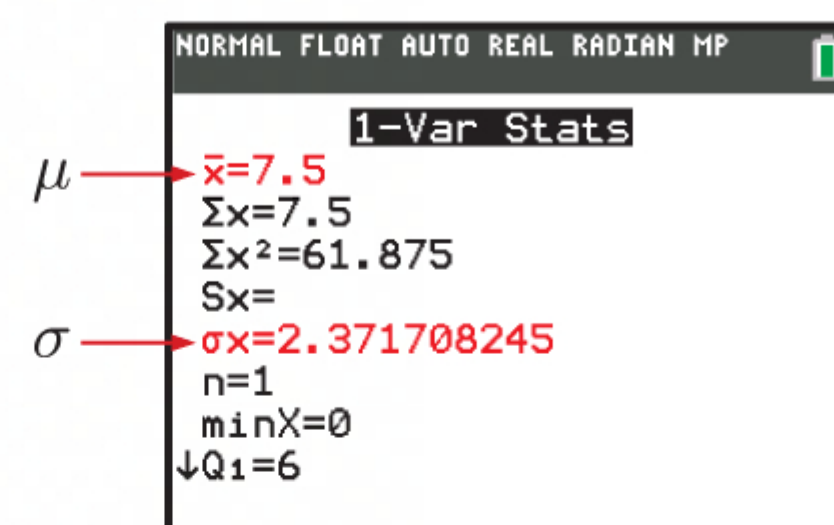 NORMAL FLOAT AUTO REAL RADIAN MP
1-Var Stats
μ x̄=7.5
Σx=7.5
Σx²=61.875
Sx=
σ σx=2.371708245
n=1
minX=0
↓Q₁=6